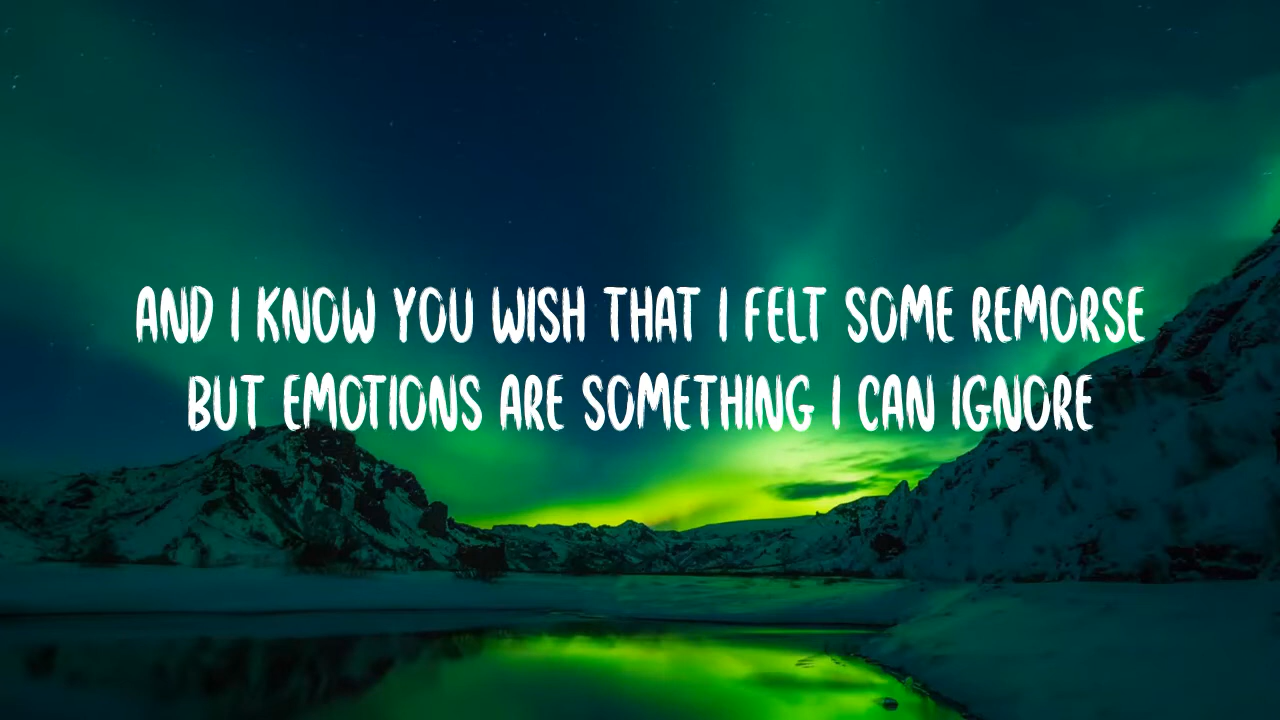 AND I KNOW YOU WISH THAT I FELT SOME REMORSE
BUT EMOTIONS ARE SOMETHING I CAN IGNORE